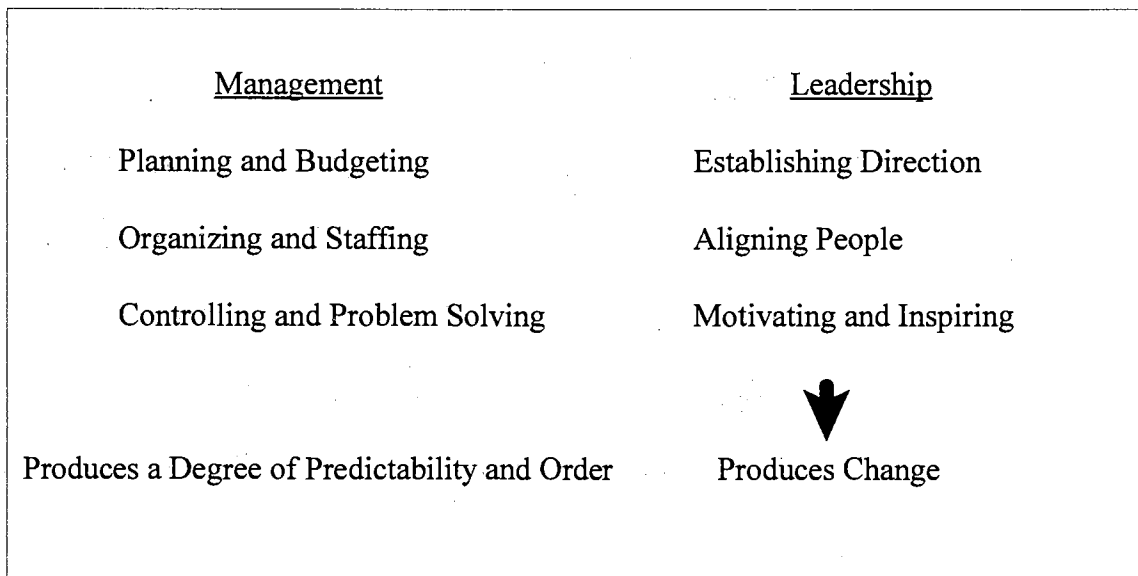 Management Leadership
Planning and Budgeting Establishing Direction
Organizing and Staffing Aligning People
Controlling and Problem Solving Motivating and Inspiring
Produces a Degree of Predictability and Order Produces Change